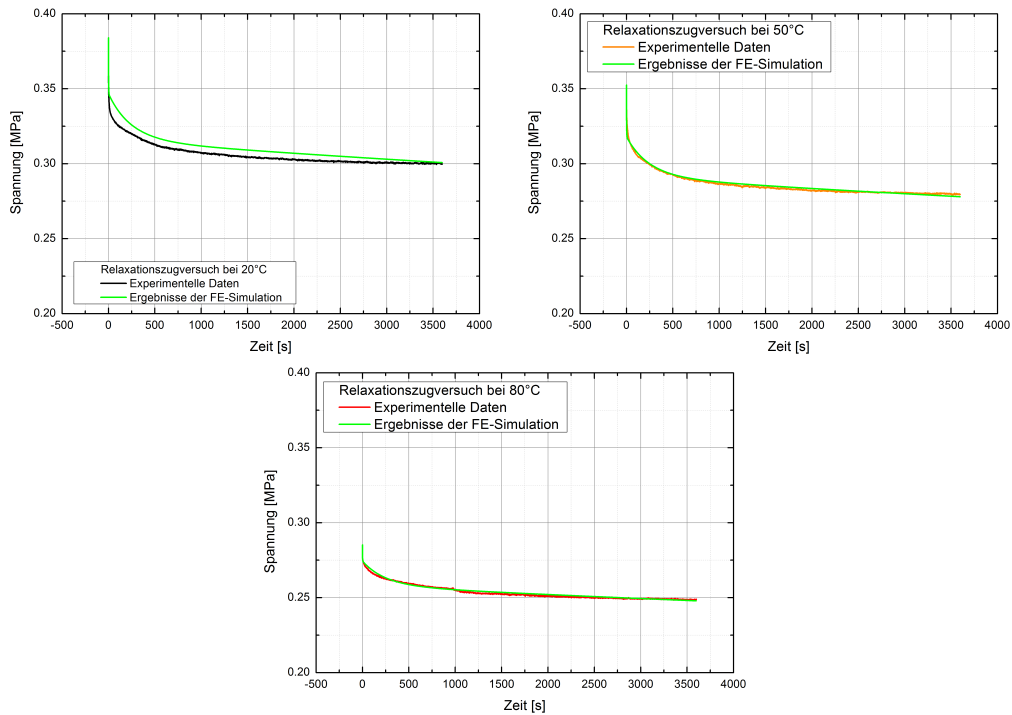 0.40
0.35
0.30
0.25
0.20
Spannung [MPa]
Relaxationszugversuch bei 20°C
Experimentelle Daten
Ergebnisse der FE-Simulation
-500 0 500 1000 1500 2000 2500 3000 3500 4000
Zeit [s]
0.40
0.35
0.30
0.25
0.20
Spannung [MPa]
Relaxationszugversuch bei 50°C
Experimentelle Daten
Ergebnisse der FE-Simulation
-500 0 500 1000 1500 2000 2500 3000 3500 4000
Zeit [s]
0.40
0.35
0.30
0.25
0.20
Spannung [MPa]
Relaxationszugversuch bei 80°C
Experimentelle Daten
Ergebnisse der FE-Simulation
-500 0 500 1000 1500 2000 2500 3000 3500 4000
Zeit [s]